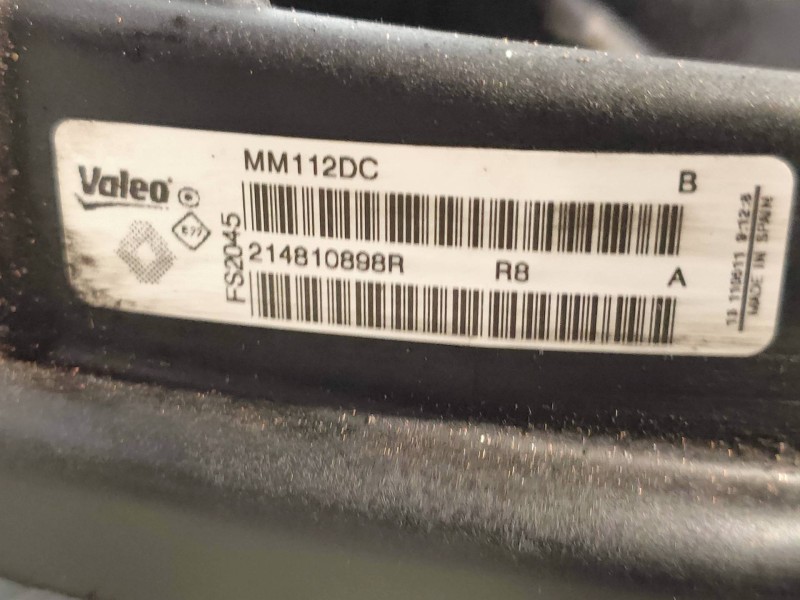 Valeo
MM112DC
B
FS2045
214810898R R8 A
MADE IN SPAIN